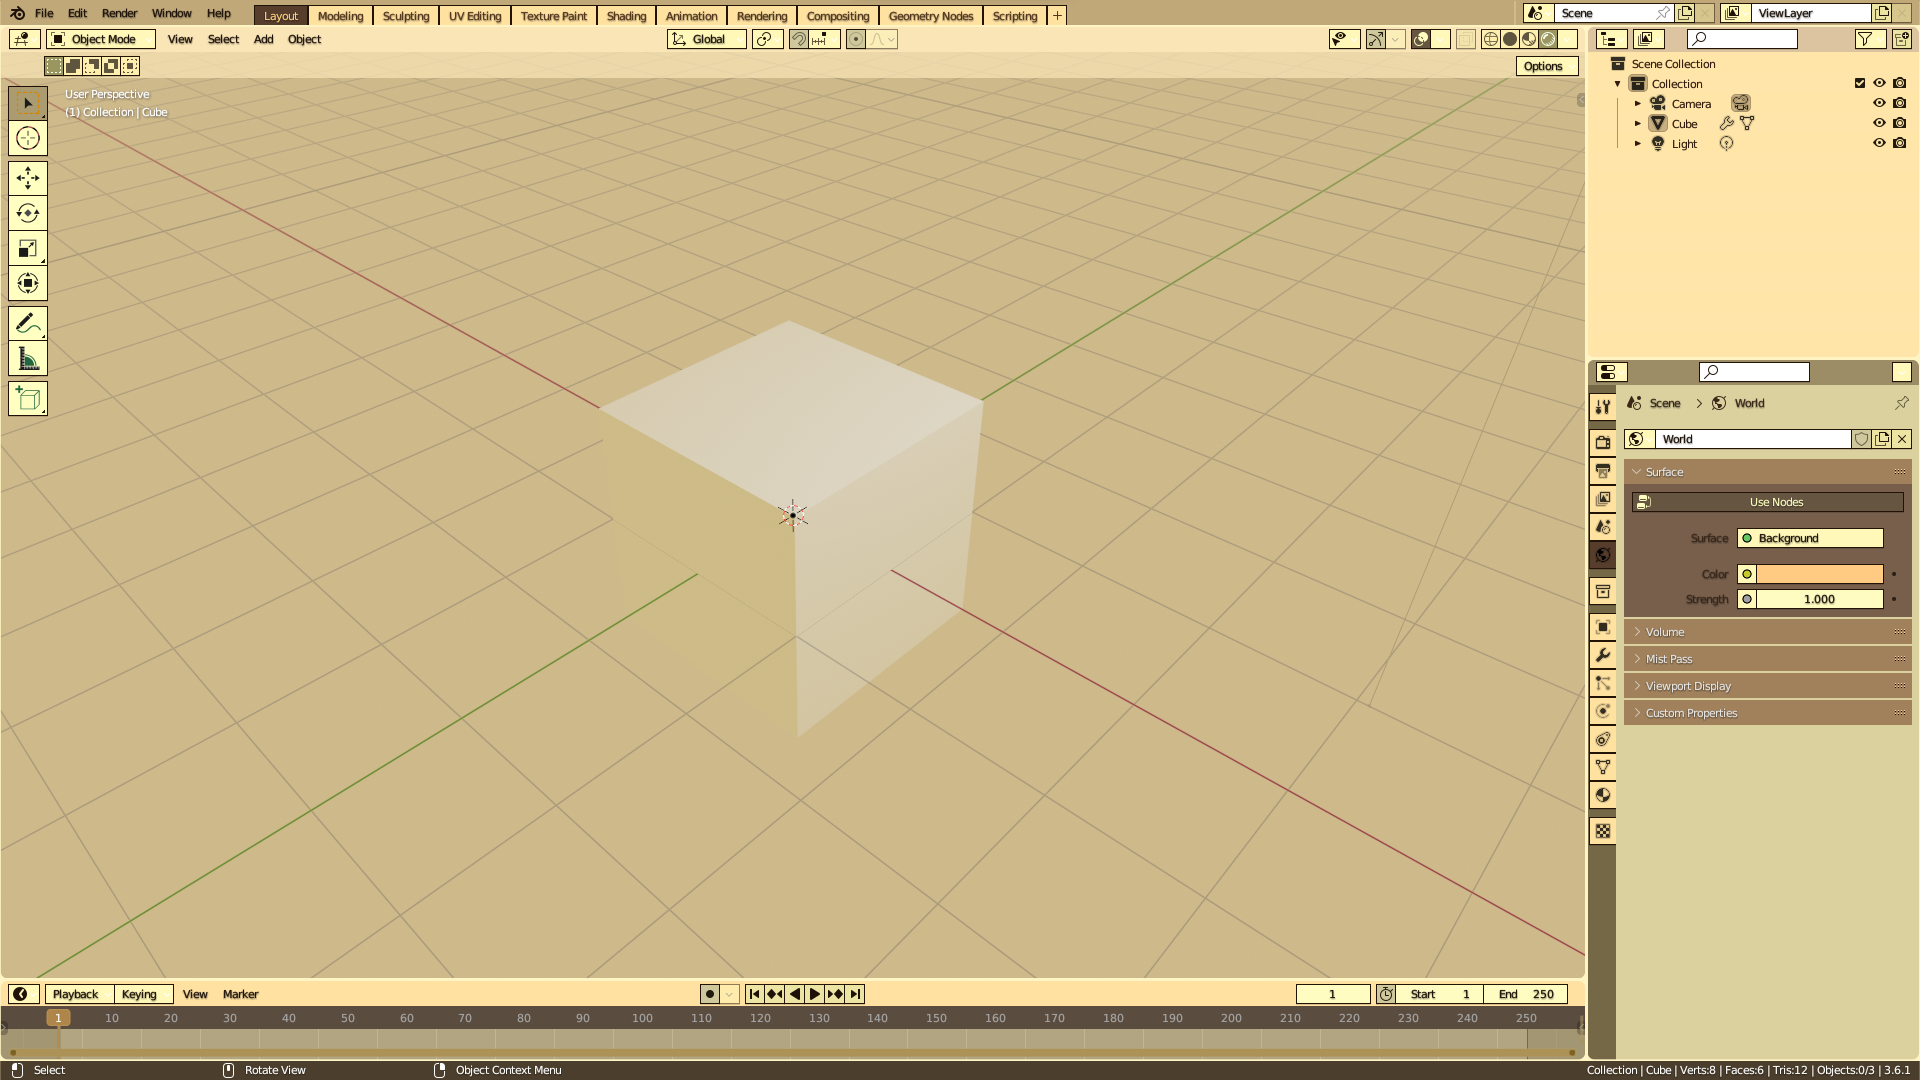 File Edit Render Window Help Layout Modeling Sculpting UV Editing Texture Paint Shading Animation Rendering Compositing Geometry Nodes Scripting + Scene ViewLayer
Object Mode View Select Add Object Global
Options
User Perspective
(1) Collection | Cube
Scene Collection
Collection
Camera
Cube
Light
Scene > World
World
Surface
Use Nodes
Surface Background
Color
Strength 1.000
Volume
Mist Pass
Viewport Display
Custom Properties
Playback Keying View Marker 1 Start 1 End 250
1 10 20 30 40 50 60 70 80 90 100 110 120 130 140 150 160 170 180 190 200 210 220 230 240 250
Select Rotate View Object Context Menu Collection | Cube | Verts:8 | Faces:6 | Tris:12 | Objects:0/3 | 3.6.1